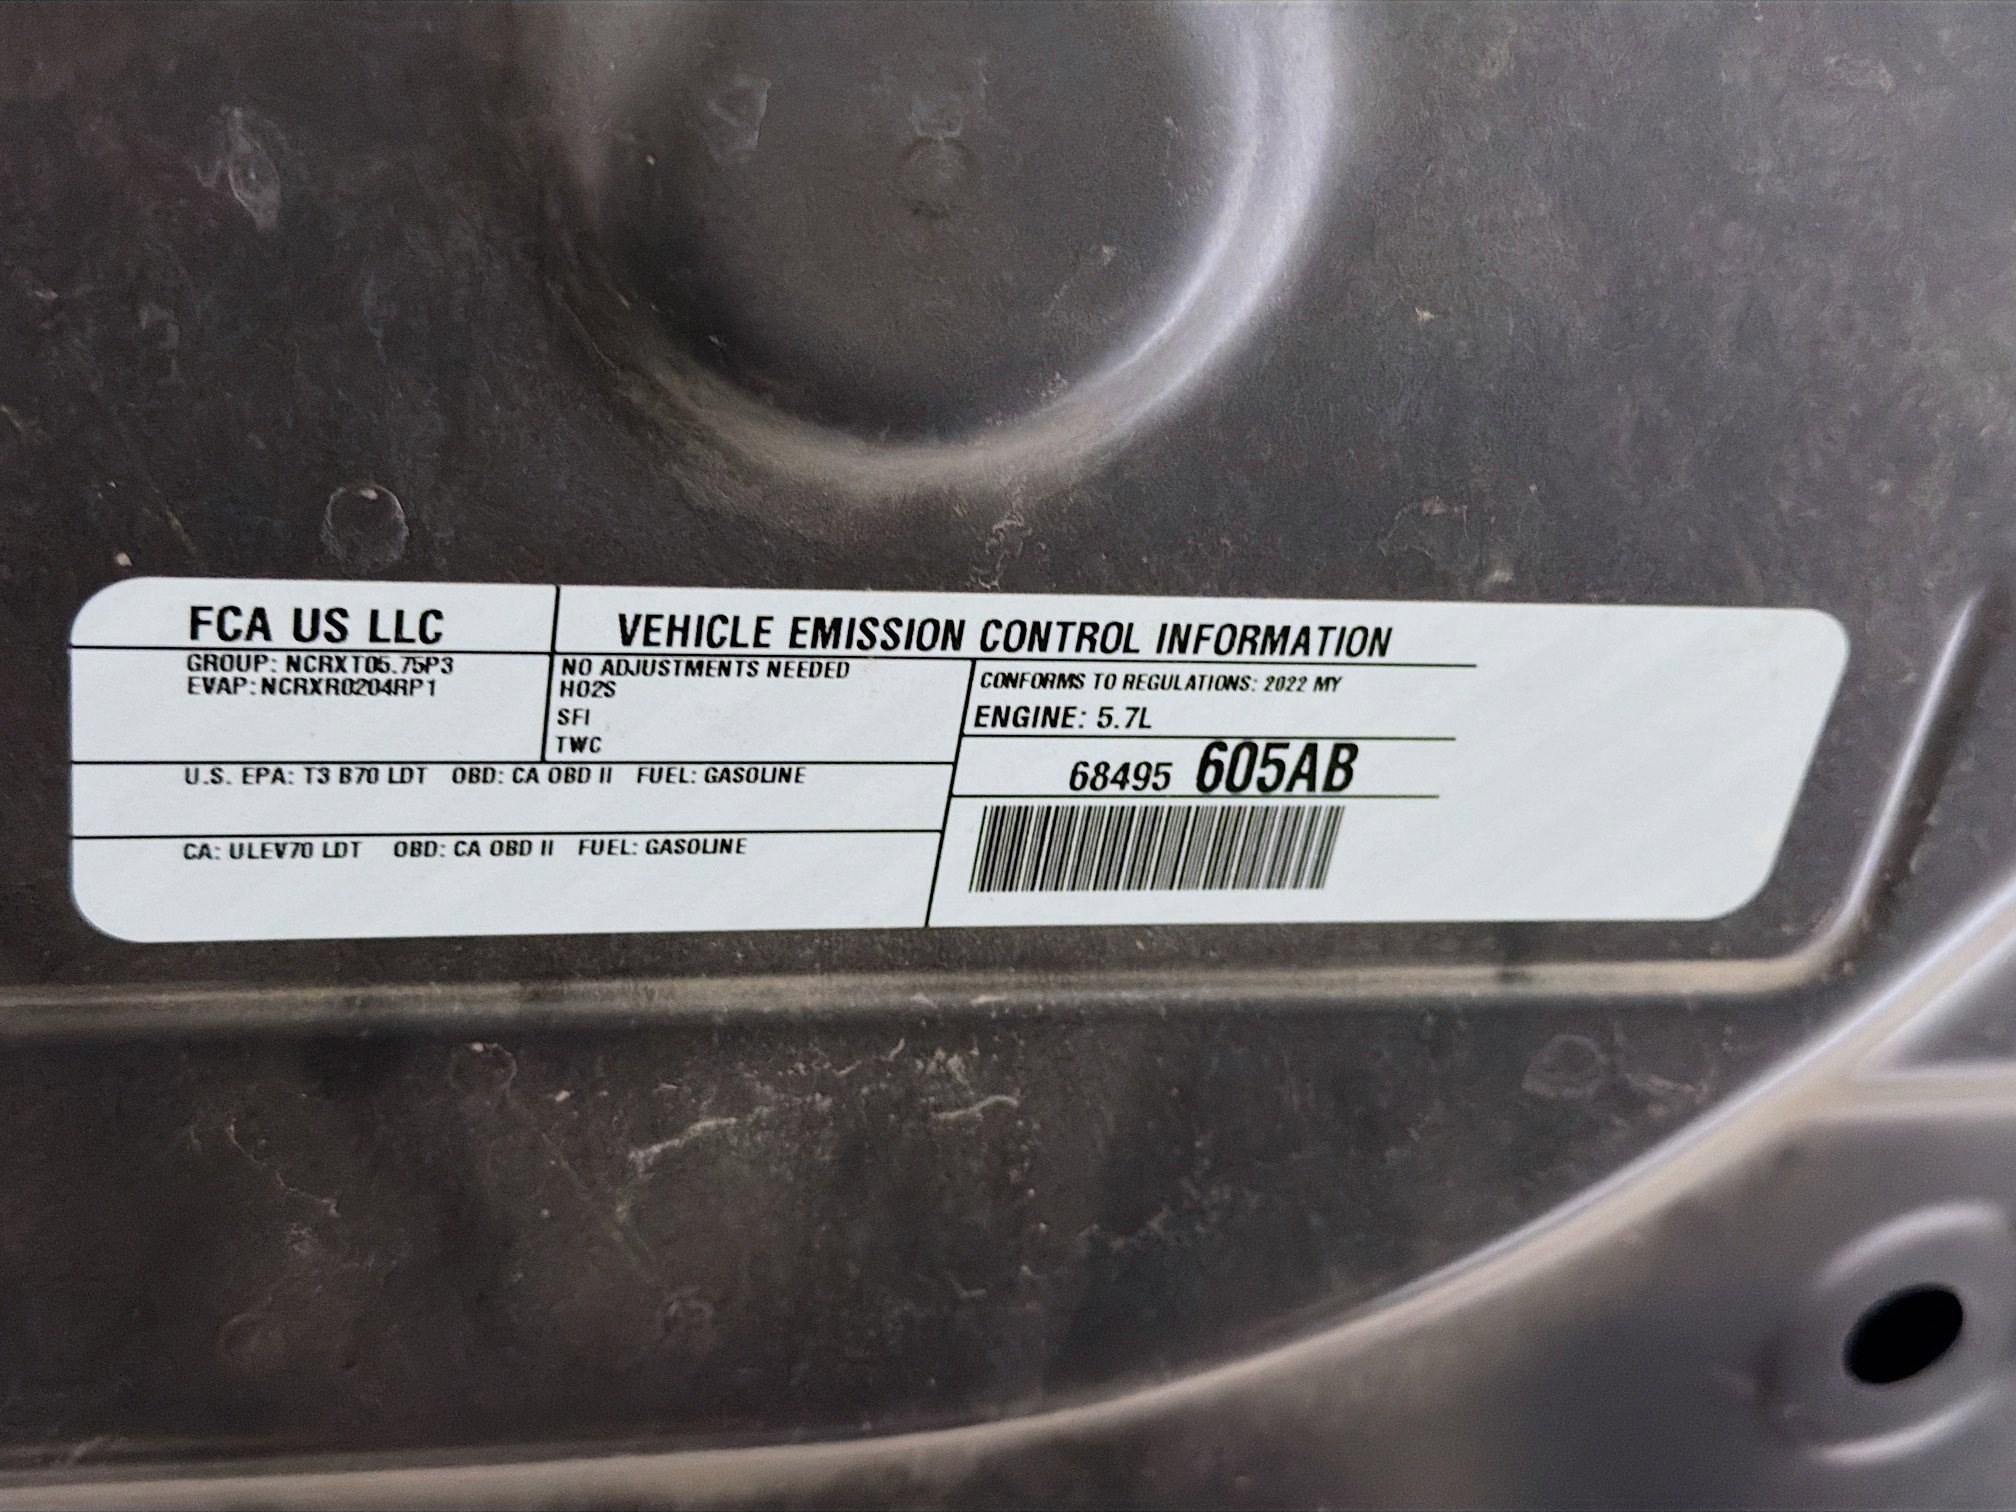 FCA US LLC
VEHICLE EMISSION CONTROL INFORMATION
GROUP: NCRXT05.75P3
EVAP: NCRXR0204RP1
NO ADJUSTMENTS NEEDED
HO2S
SFI
TWC
CONFORMS TO REGULATIONS: 2022 MY
ENGINE: 5.7L
68495 605AB
U.S. EPA: T3 B70 LDT OBD: CA OBD II FUEL: GASOLINE
CA: ULEV70 LDT OBD: CA OBD II FUEL: GASOLINE